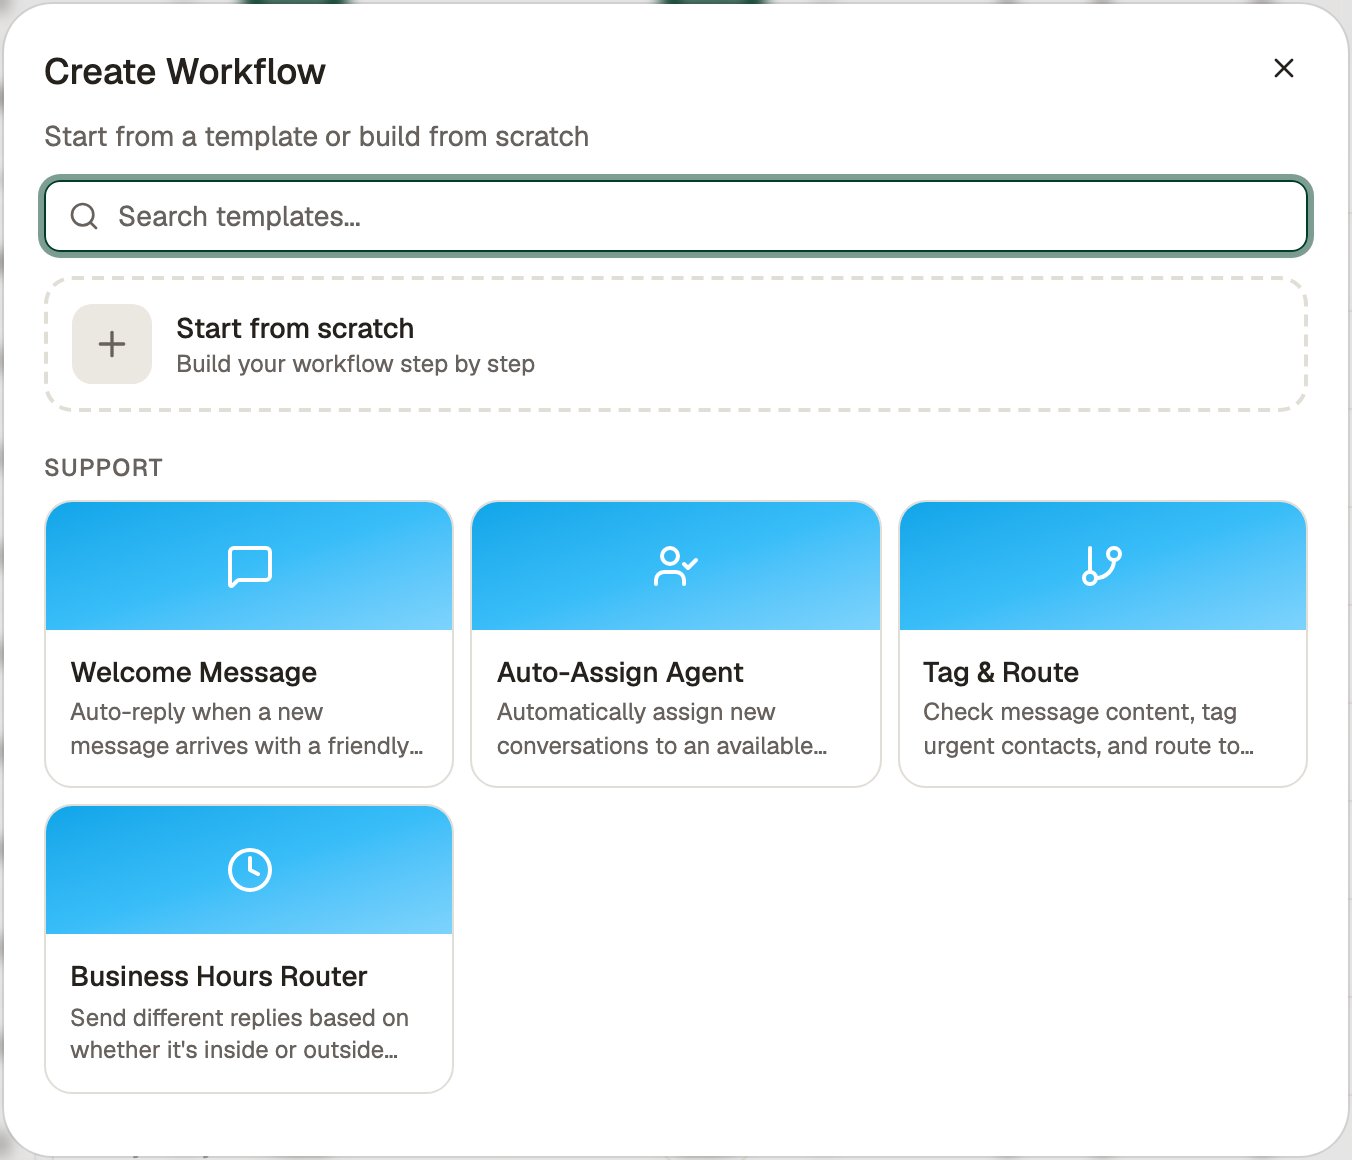 Create Workflow
Start from a template or build from scratch
Search templates...
Start from scratch
Build your workflow step by step
SUPPORT
Welcome Message
Auto-reply when a new
message arrives with a friendly...
Auto-Assign Agent
Automatically assign new
conversations to an available...
Tag & Route
Check message content, tag
urgent contacts, and route to...
Business Hours Router
Send different replies based on
whether it's inside or outside...